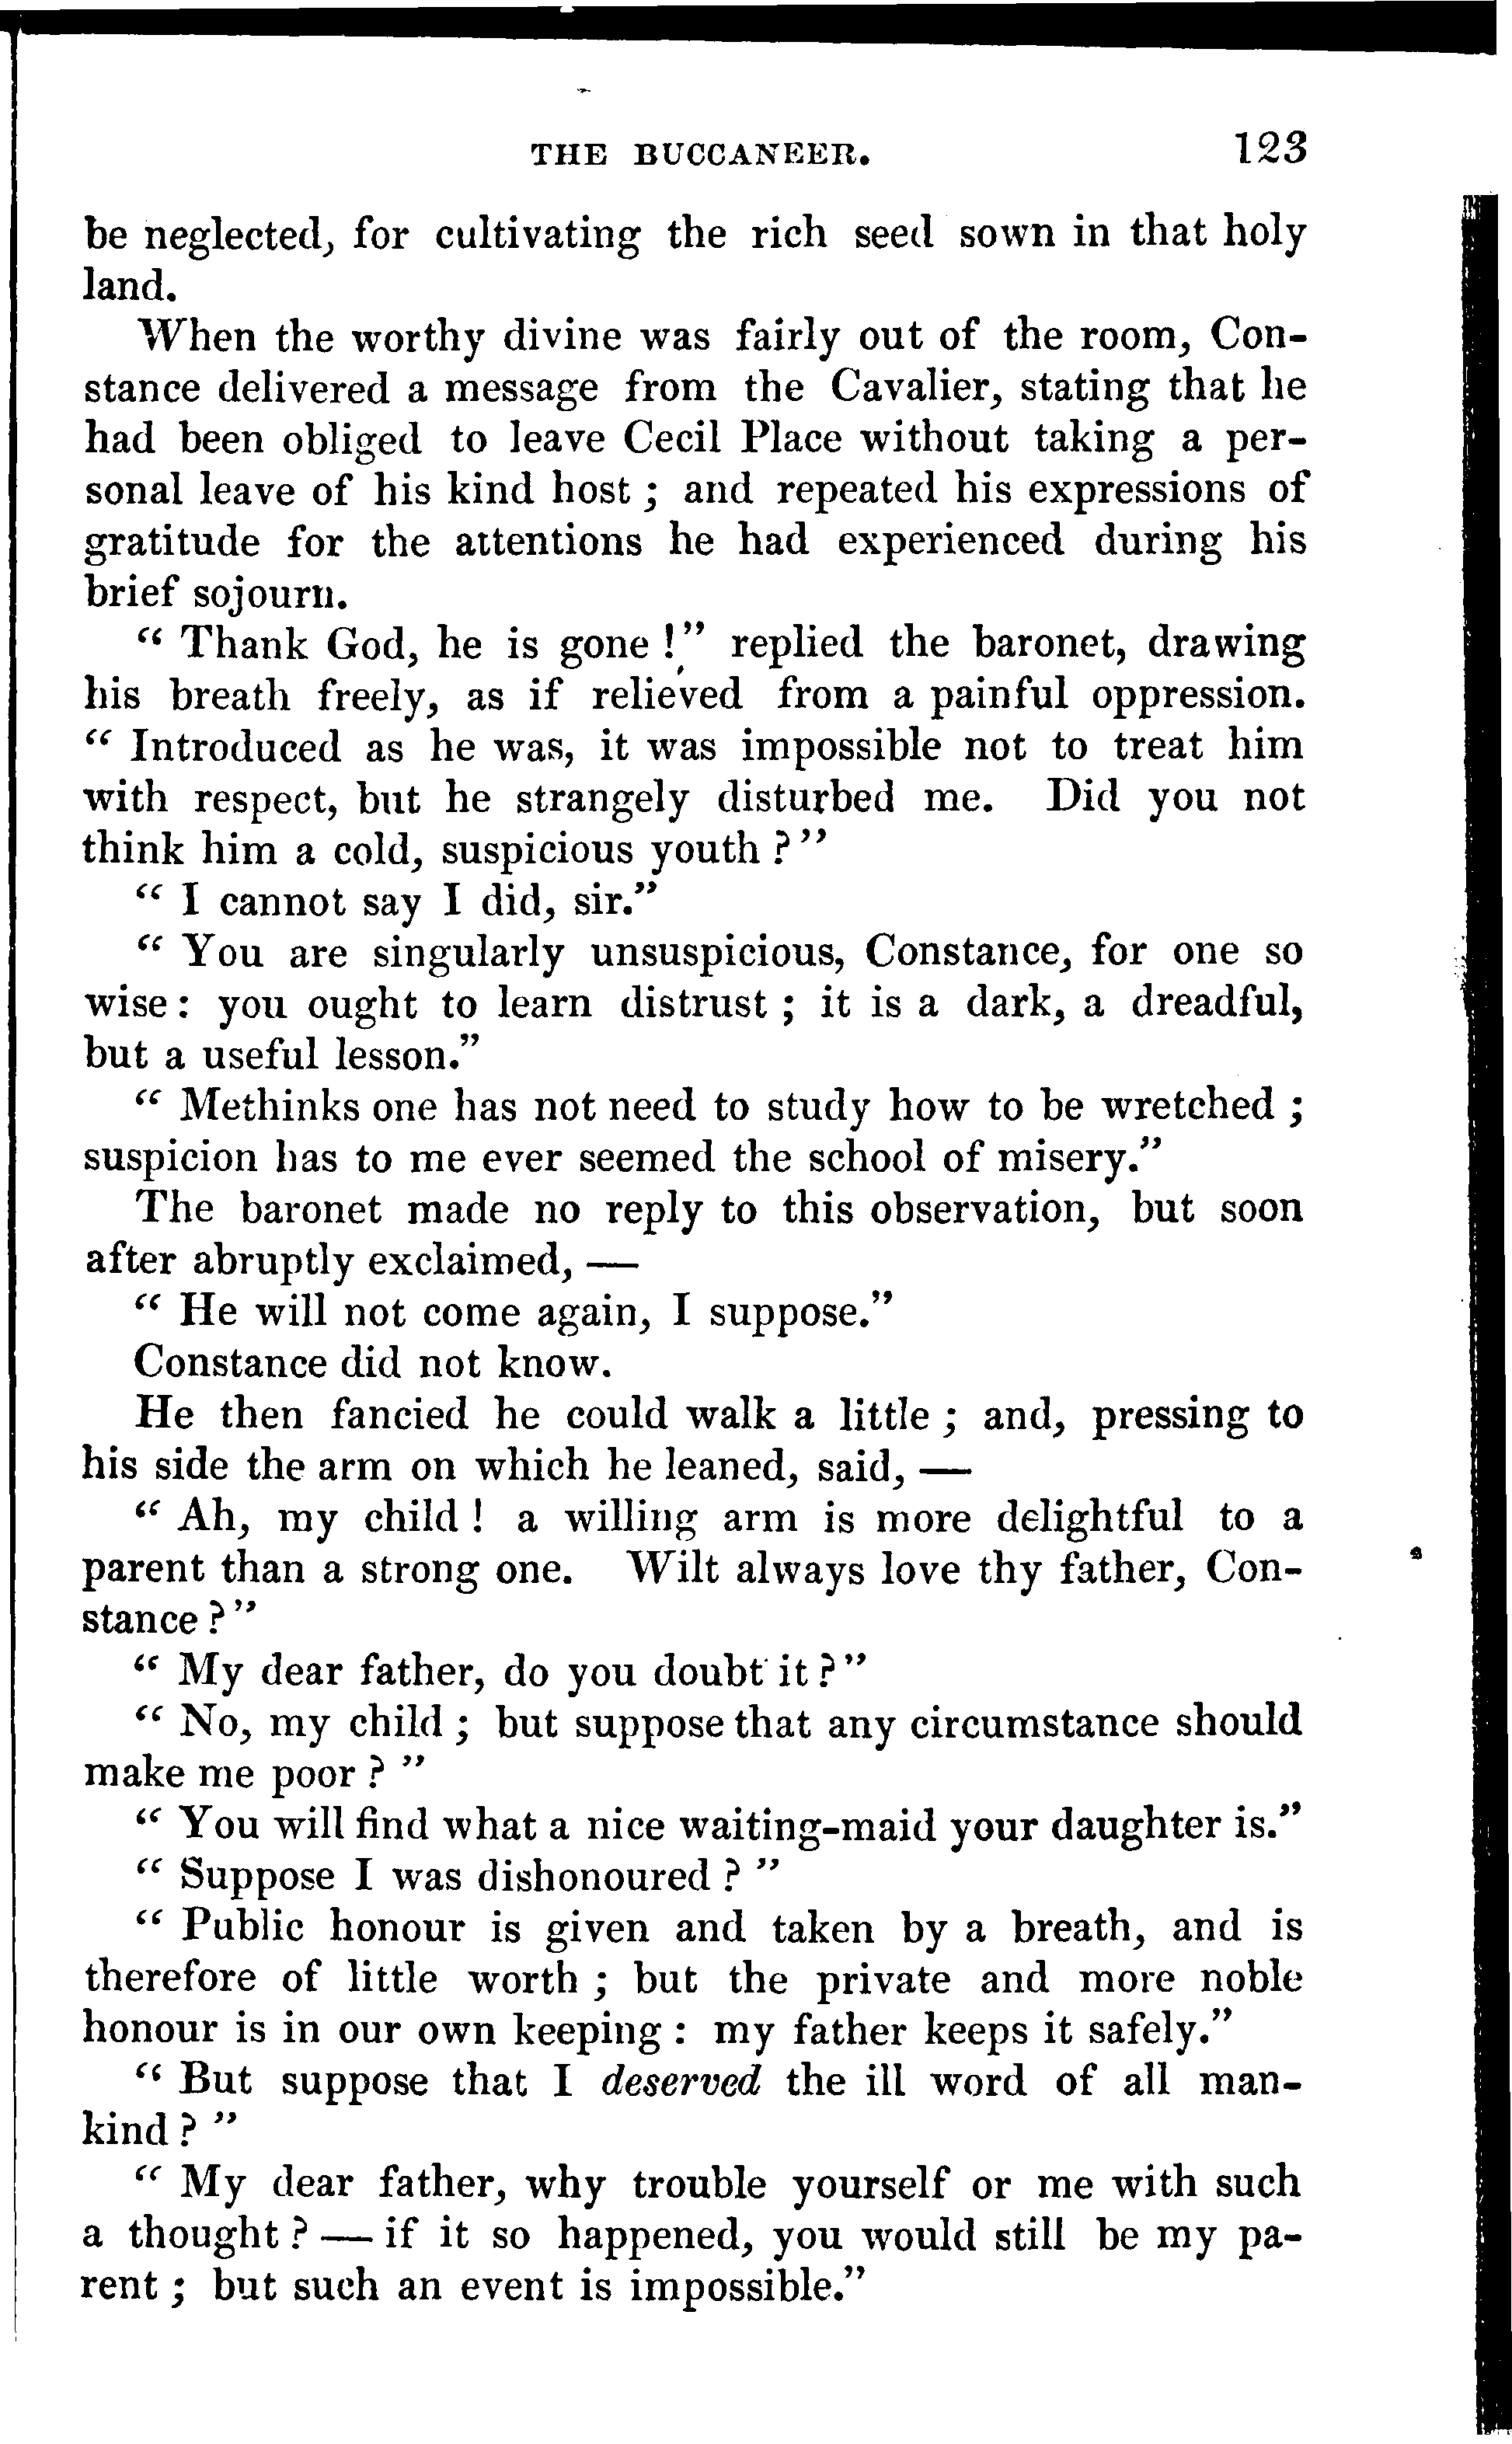 THE BUCCANEER. 123
be neglected, for cultivating the rich seed sown in that holy
land.
When the worthy divine was fairly out of the room, Con-
stance delivered a message from the Cavalier, stating that he
had been obliged to leave Cecil Place without taking a per-
sonal leave of his kind host ; and repeated his expressions of
gratitude for the attentions he had experienced during his
brief sojourn.
“ Thank God, he is gone !” replied the baronet, drawing
his breath freely, as if relieved from a painful oppression.
“ Introduced as he was, it was impossible not to treat him
with respect, but he strangely disturbed me. Did you not
think him a cold, suspicious youth ?”
“ I cannot say I did, sir.”
“ You are singularly unsuspicious, Constance, for one so
wise : you ought to learn distrust ; it is a dark, a dreadful,
but a useful lesson.”
“ Methinks one has not need to study how to be wretched ;
suspicion has to me ever seemed the school of misery.”
The baronet made no reply to this observation, but soon
after abruptly exclaimed, —
“ He will not come again, I suppose.”
Constance did not know.
He then fancied he could walk a little ; and, pressing to
his side the arm on which he leaned, said, —
“ Ah, my child ! a willing arm is more delightful to a
parent than a strong one. Wilt always love thy father, Con-
stance ?”
“ My dear father, do you doubt it ?”
“ No, my child ; but suppose that any circumstance should
make me poor ? ”
“ You will find what a nice waiting-maid your daughter is.”
“ Suppose I was dishonoured ? ”
“ Public honour is given and taken by a breath, and is
therefore of little worth ; but the private and more noble
honour is in our own keeping : my father keeps it safely.”
“ But suppose that I deserved the ill word of all man-
kind ? ”
“ My dear father, why trouble yourself or me with such
a thought ? — if it so happened, you would still be my pa-
rent ; but such an event is impossible.”